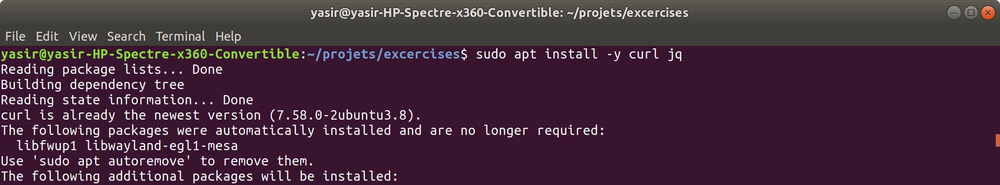 yasir@yasir-HP-Spectre-x360-Convertible: ~/projets/excercises
File Edit View Search Terminal Help
yasir@yasir-HP-Spectre-x360-Convertible:~/projets/excercises$ sudo apt install -y curl jq
Reading package lists... Done
Building dependency tree
Reading state information... Done
curl is already the newest version (7.58.0-2ubuntu3.8).
The following packages were automatically installed and are no longer required:
  libfwup1 libwayland-egl1-mesa
Use 'sudo apt autoremove' to remove them.
The following additional packages will be installed: